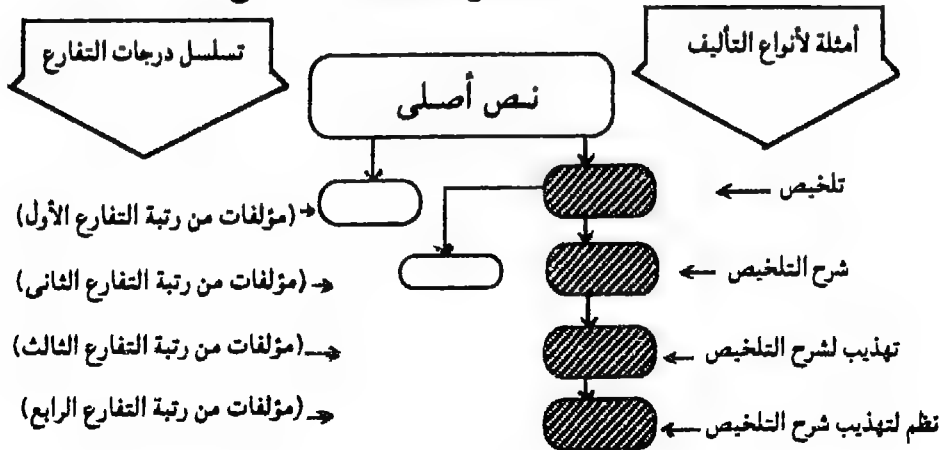 أمثلة لأنواع التأليف
تسلسل درجات التفارع
نص أصلى
تلخيص
(مؤلفات من رتبة التفارع الأول)
شرح التلخيص
(مؤلفات من رتبة التفارع الثانى)
تهذيب لشرح التلخيص
(مؤلفات من رتبة التفارع الثالث)
نظم لتهذيب شرح التلخيص
(مؤلفات من رتبة التفارع الرابع)